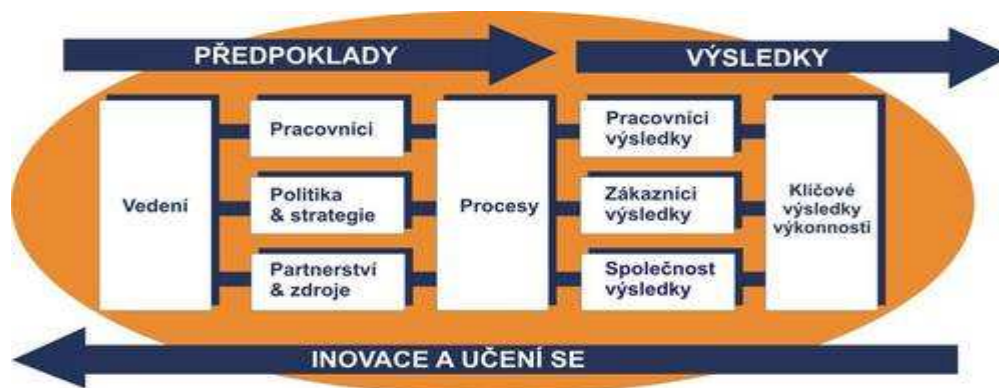 PŘEDPOKLADY
VÝSLEDKY
Vedení
Pracovníci
Politika
& strategie
Partnerství
& zdroje
Procesy
Pracovníci
výsledky
Zákazníci
výsledky
Společnost
výsledky
Klíčové
výsledky
výkonnosti
INOVACE A UČENÍ SE